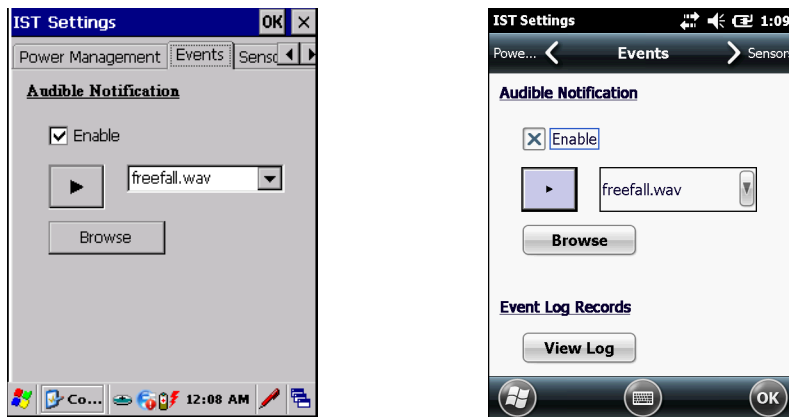 IST Settings OK
Power Management Events Senso
Audible Notification
Enable
freefall.wav
Browse
Co... 12:08 AM
IST Settings 1:09
Powe... Events Sensor
Audible Notification
Enable
freefall.wav
Browse
Event Log Records
View Log
OK